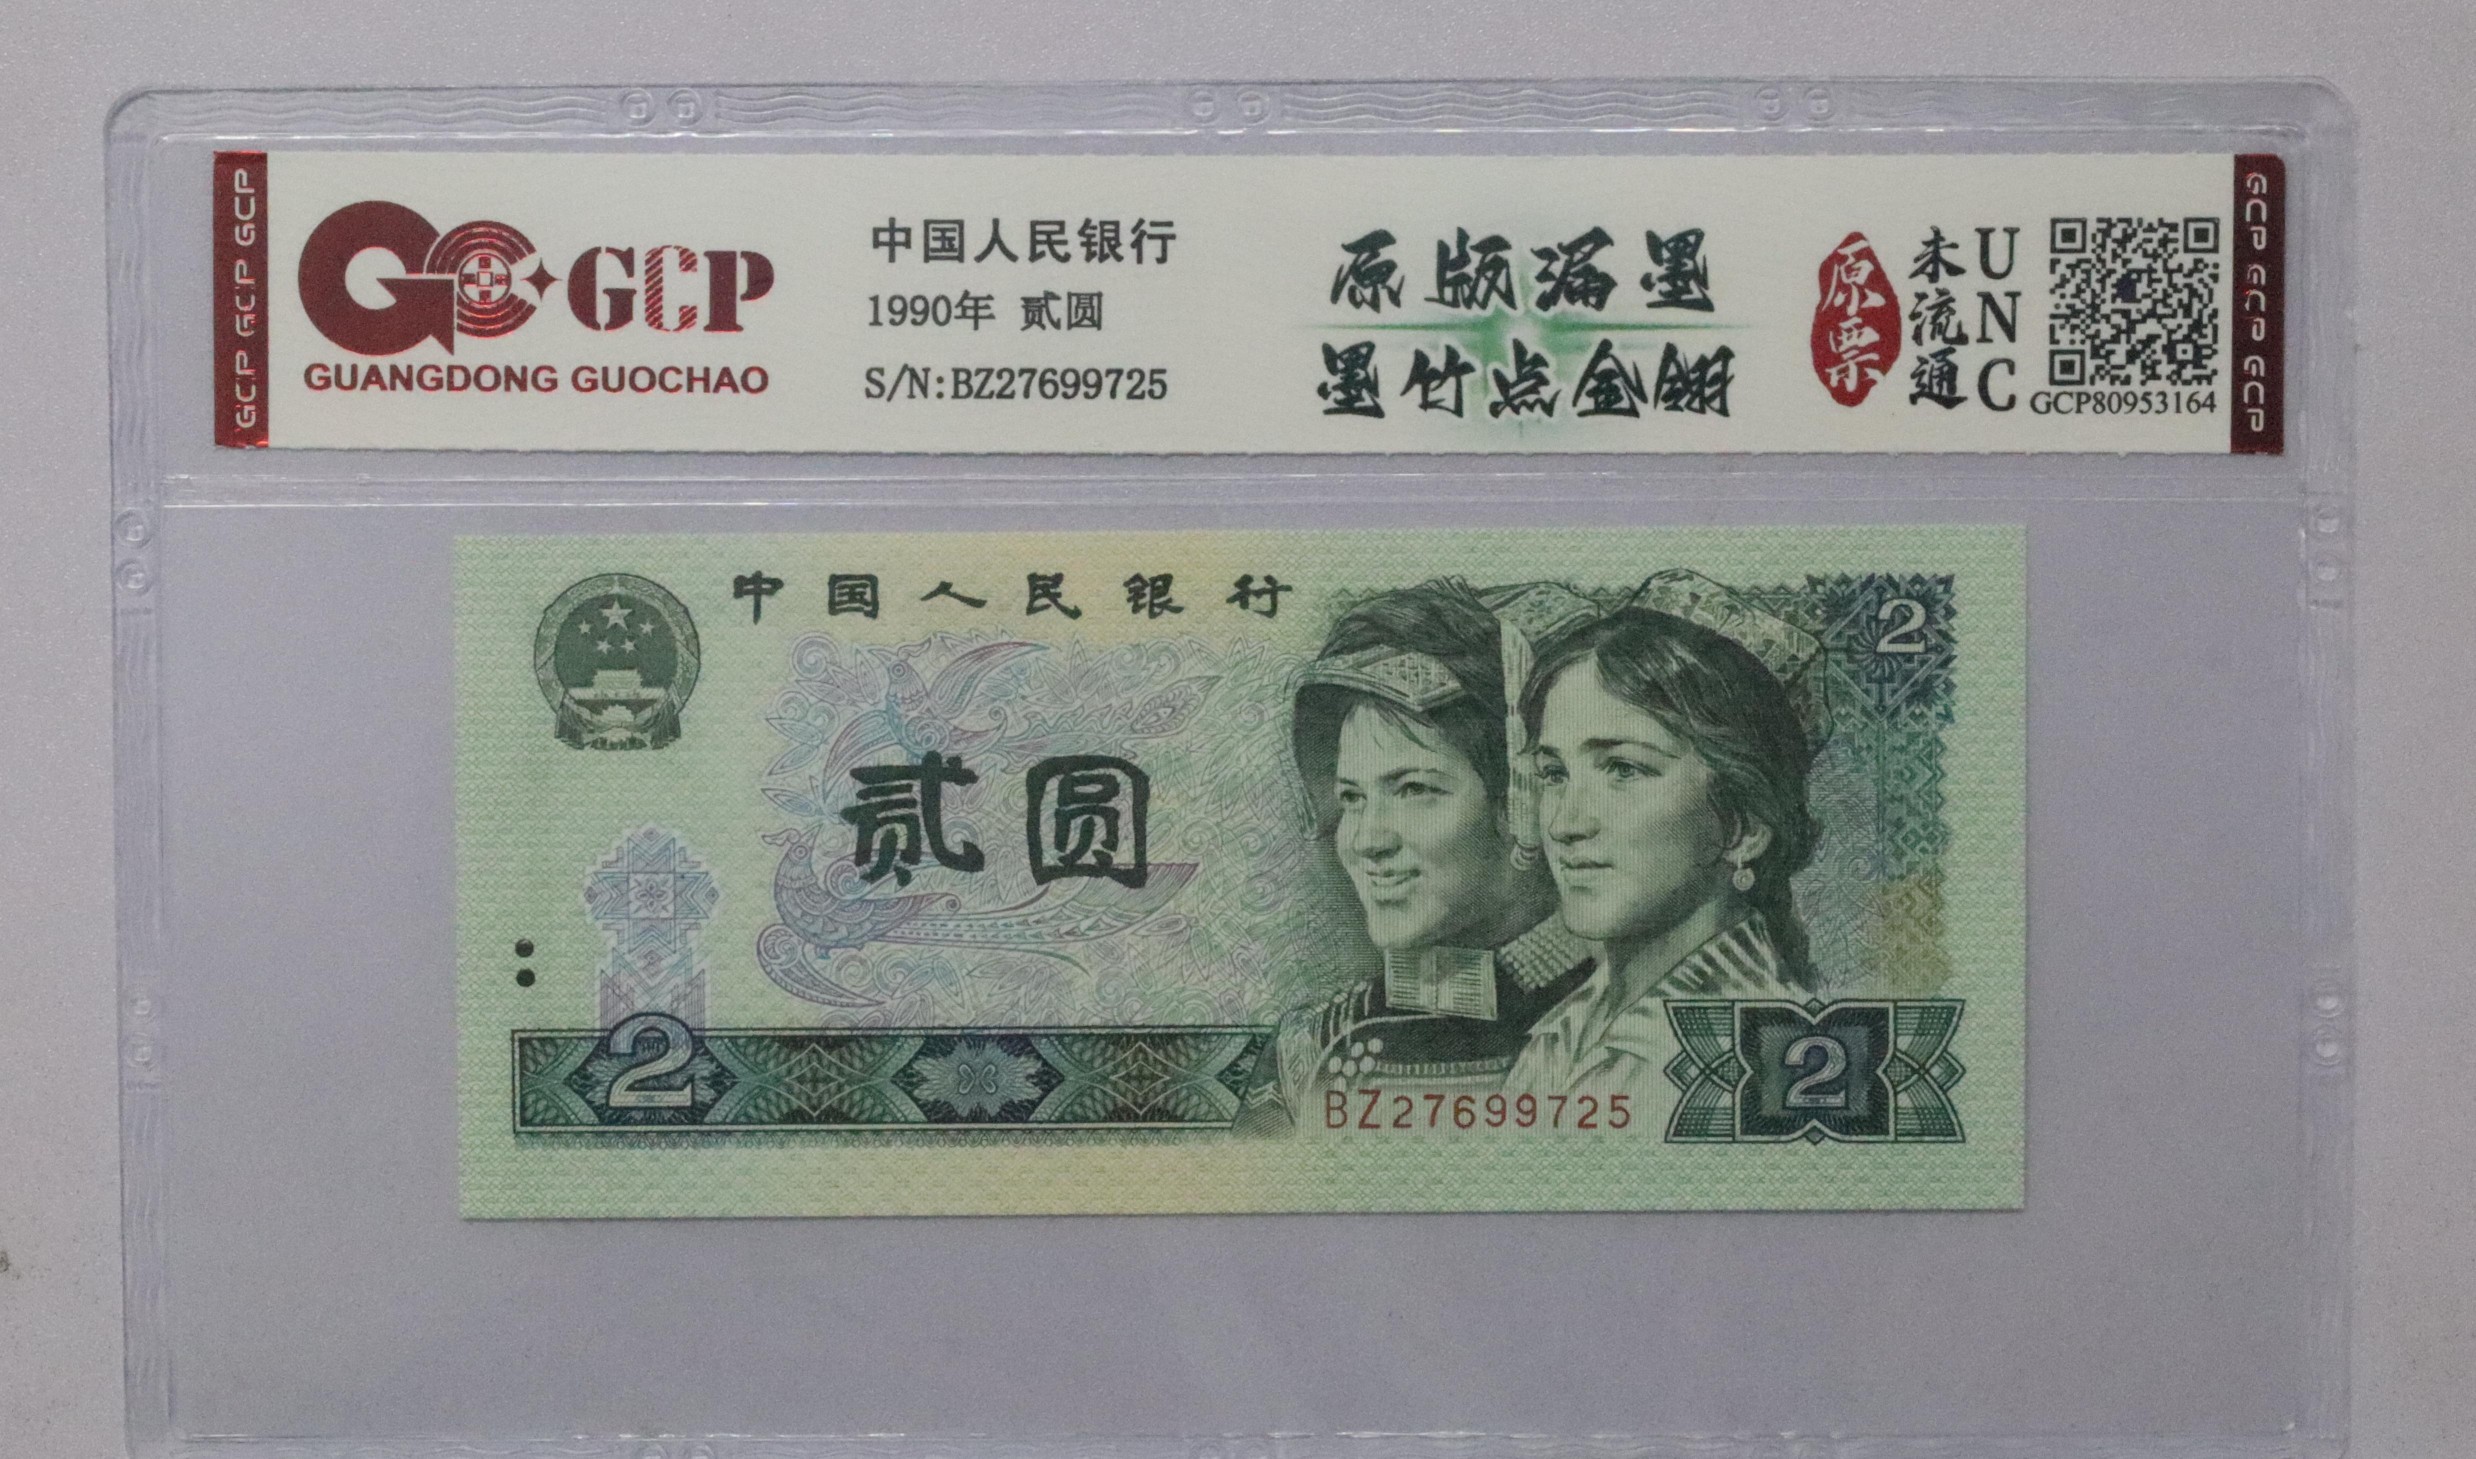 GCP GCP GCP
GCP
GUANGDONG GUOCHAO
中国人民银行
1990年 贰圆
S/N:BZ27699725
原版漏墨
墨竹点金翎
原票
未流通
UNC
GCP80953164
GCP GCP GCP
中国人民银行
2
贰圆
2
BZ27699725
2